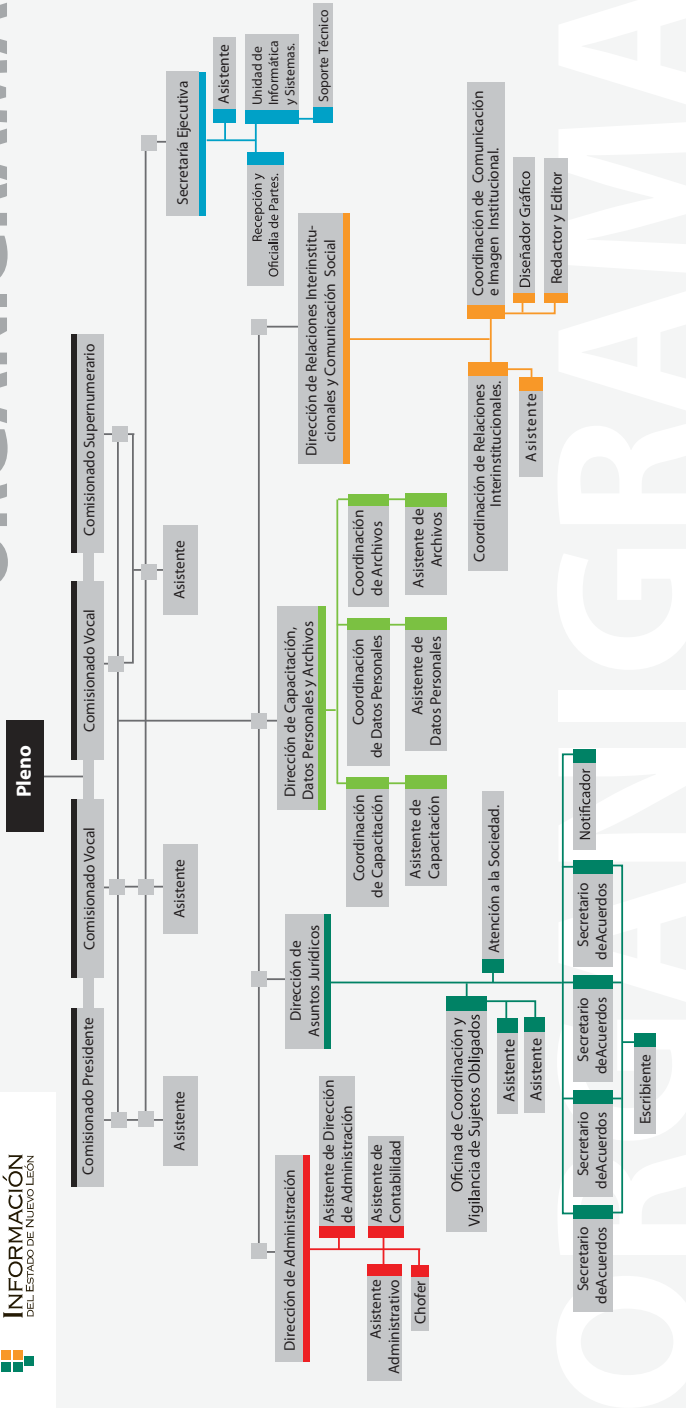 INFORMACIÓN
DEL ESTADO DE NUEVO LEÓN
ORGANIGRAMA
Pleno
Comisionado Presidente
Comisionado Vocal
Comisionado Vocal
Comisionado Supernumerario
Asistente
Asistente
Asistente
Secretaría Ejecutiva
Asistente
Recepción y
Oficialia de Partes.
Unidad de
Informática
y Sistemas.
Soporte Técnico
Dirección de Administración
Asistente de Dirección
de Administración
Asistente
Administrativo
Asistente de
Contabilidad
Chofer
Dirección de
Asuntos Jurídicos
Oficina de Coordinación y
Vigilancia de Sujetos Obligados
Atención a la Sociedad.
Asistente
Asistente
Secretario
deAcuerdos
Secretario
deAcuerdos
Secretario
deAcuerdos
Secretario
deAcuerdos
Notificador
Escribiente
Dirección de Capacitación,
Datos Personales y Archivos
Coordinación
de Capacitación
Coordinación
de Datos Personales
Coordinación
de Archivos
Asistente de
Capacitación
Asistente de
Datos Personales
Asistente de
Archivos
Dirección de Relaciones Interinstitu-
cionales y Comunicación Social
Coordinación de Relaciones
Interinstitucionales.
Coordinación de Comunicación
e Imagen Institucional.
Asistente
Diseñador Gráfico
Redactor y Editor
ORGANIGRAMA